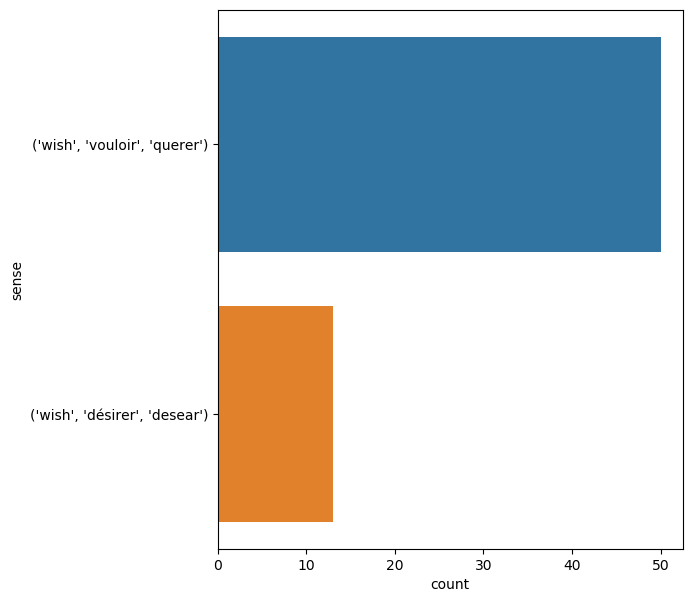 sense
('wish', 'vouloir', 'querer')
('wish', 'désirer', 'desear')
0 10 20 30 40 50
count